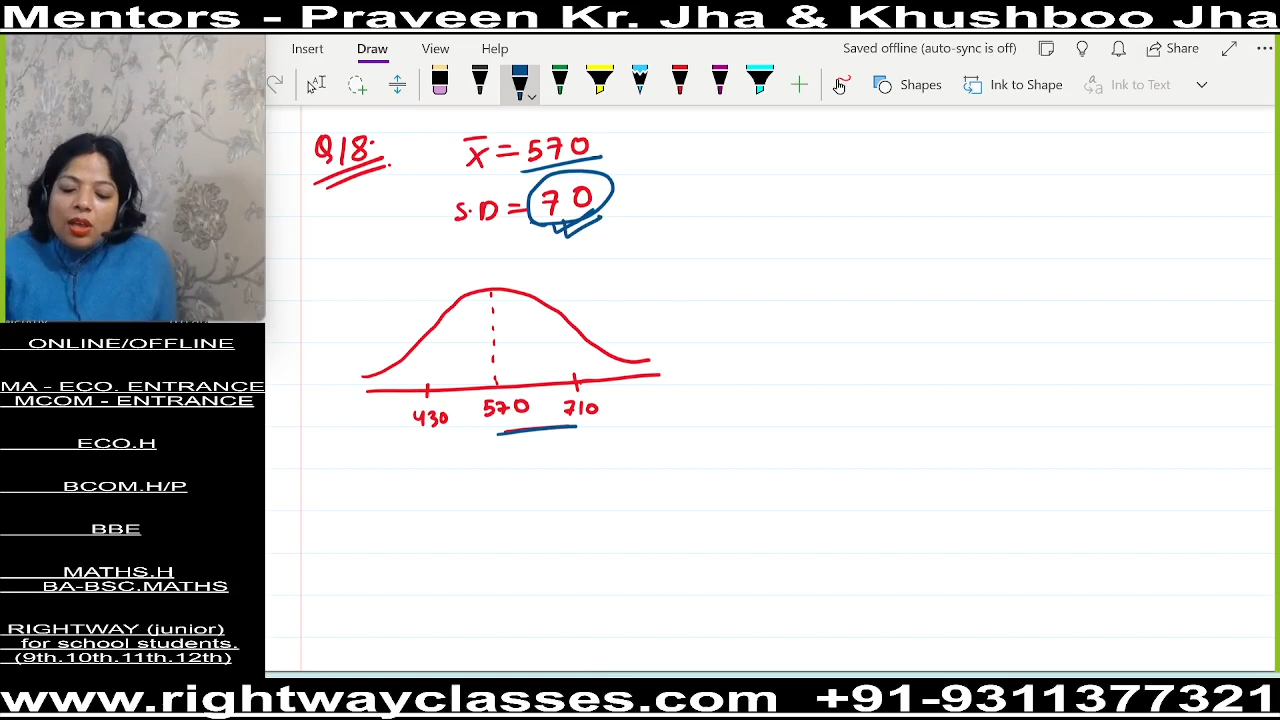 Mentors - Praveen Kr. Jha & Khushboo Jha
Insert Draw View Help Saved offline (auto-sync is off) Share
Shapes Ink to Shape Ink to Text
Q18. x̄ = 570
S.D = 70
430 570 710
ONLINE/OFFLINE
MA - ECO. ENTRANCE
MCOM - ENTRANCE
ECO.H
BCOM.H/P
BBE
MATHS.H
BA-BSC.MATHS
RIGHTWAY (junior)
for school students.
(9th.10th.11th.12th)
www.rightwayclasses.com +91-9311377321